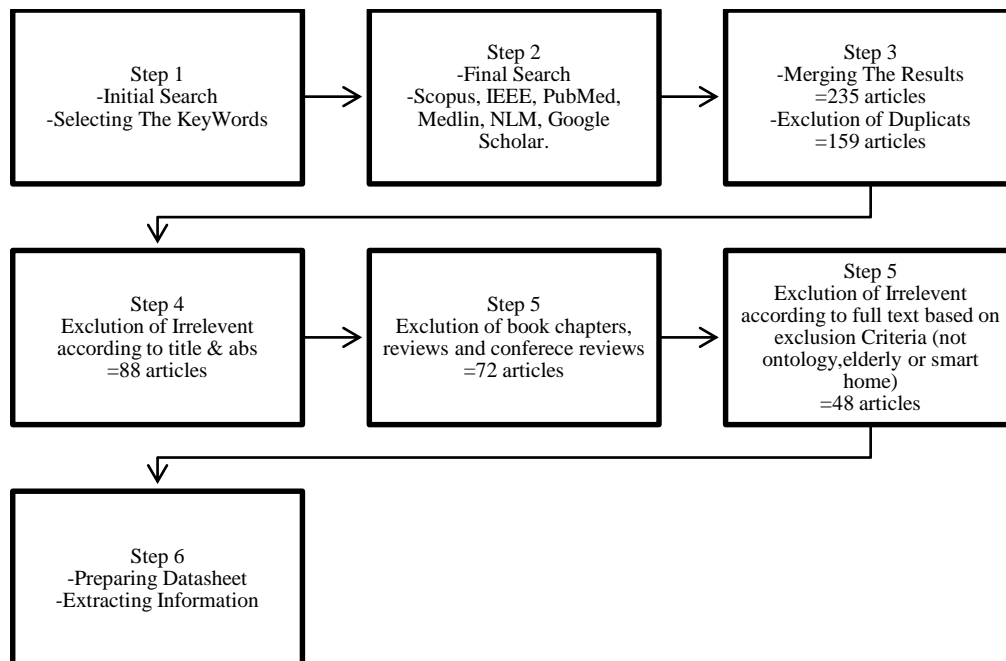 Step 1
-Initial Search
-Selecting The KeyWords
Step 2
-Final Search
-Scopus, IEEE, PubMed,
Medlin, NLM, Google
Scholar.
Step 3
-Merging The Results
=235 articles
-Exclution of Duplicats
=159 articles
Step 4
Exclution of Irrelevent
according to title & abs
=88 articles
Step 5
Exclution of book chapters,
reviews and conferece reviews
=72 articles
Step 5
Exclution of Irrelevent
according to full text based on
exclusion Criteria (not
ontology,elderly or smart
home)
=48 articles
Step 6
-Preparing Datasheet
-Extracting Information